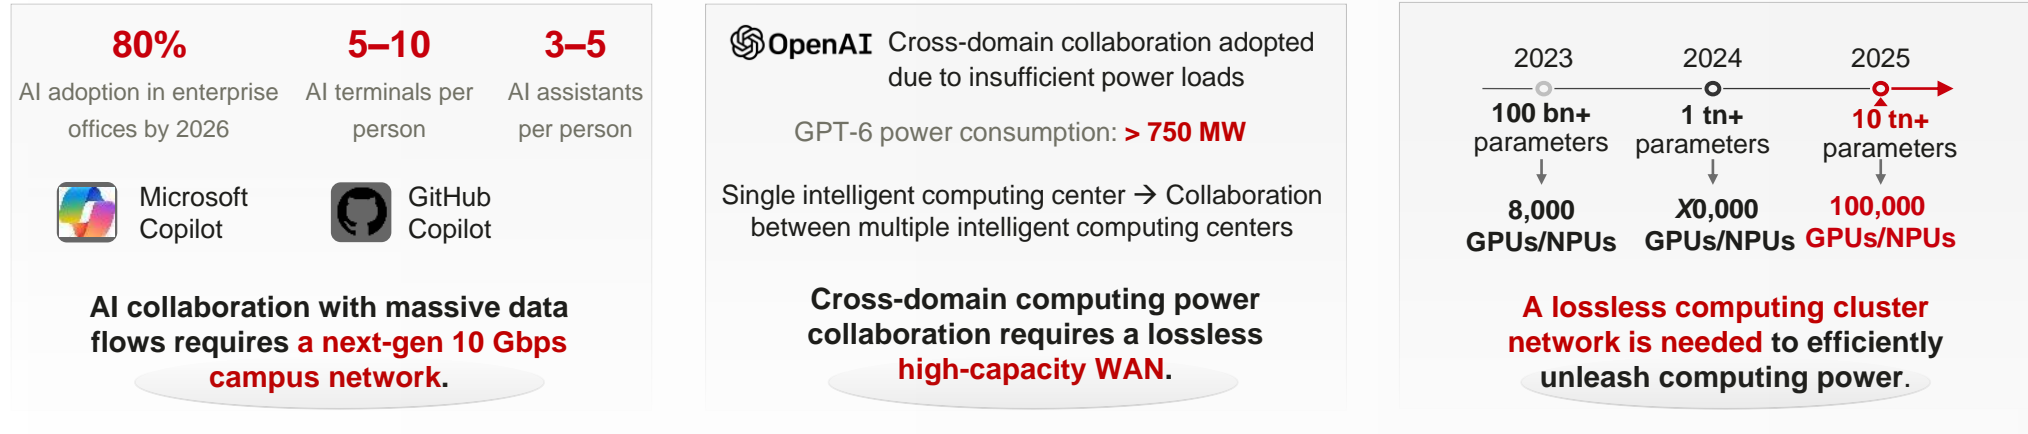 80%
AI adoption in enterprise
offices by 2026
5–10
AI terminals per
person
3–5
AI assistants
per person
Microsoft
Copilot
GitHub
Copilot
AI collaboration with massive data
flows requires a next-gen 10 Gbps
campus network.
OpenAI
Cross-domain collaboration adopted
due to insufficient power loads
GPT-6 power consumption: > 750 MW
Single intelligent computing center → Collaboration
between multiple intelligent computing centers
Cross-domain computing power
collaboration requires a lossless
high-capacity WAN.
2023
100 bn+
parameters
8,000
GPUs/NPUs
2024
1 tn+
parameters
X0,000
GPUs/NPUs
2025
10 tn+
parameters
100,000
GPUs/NPUs
A lossless computing cluster
network is needed to efficiently
unleash computing power.